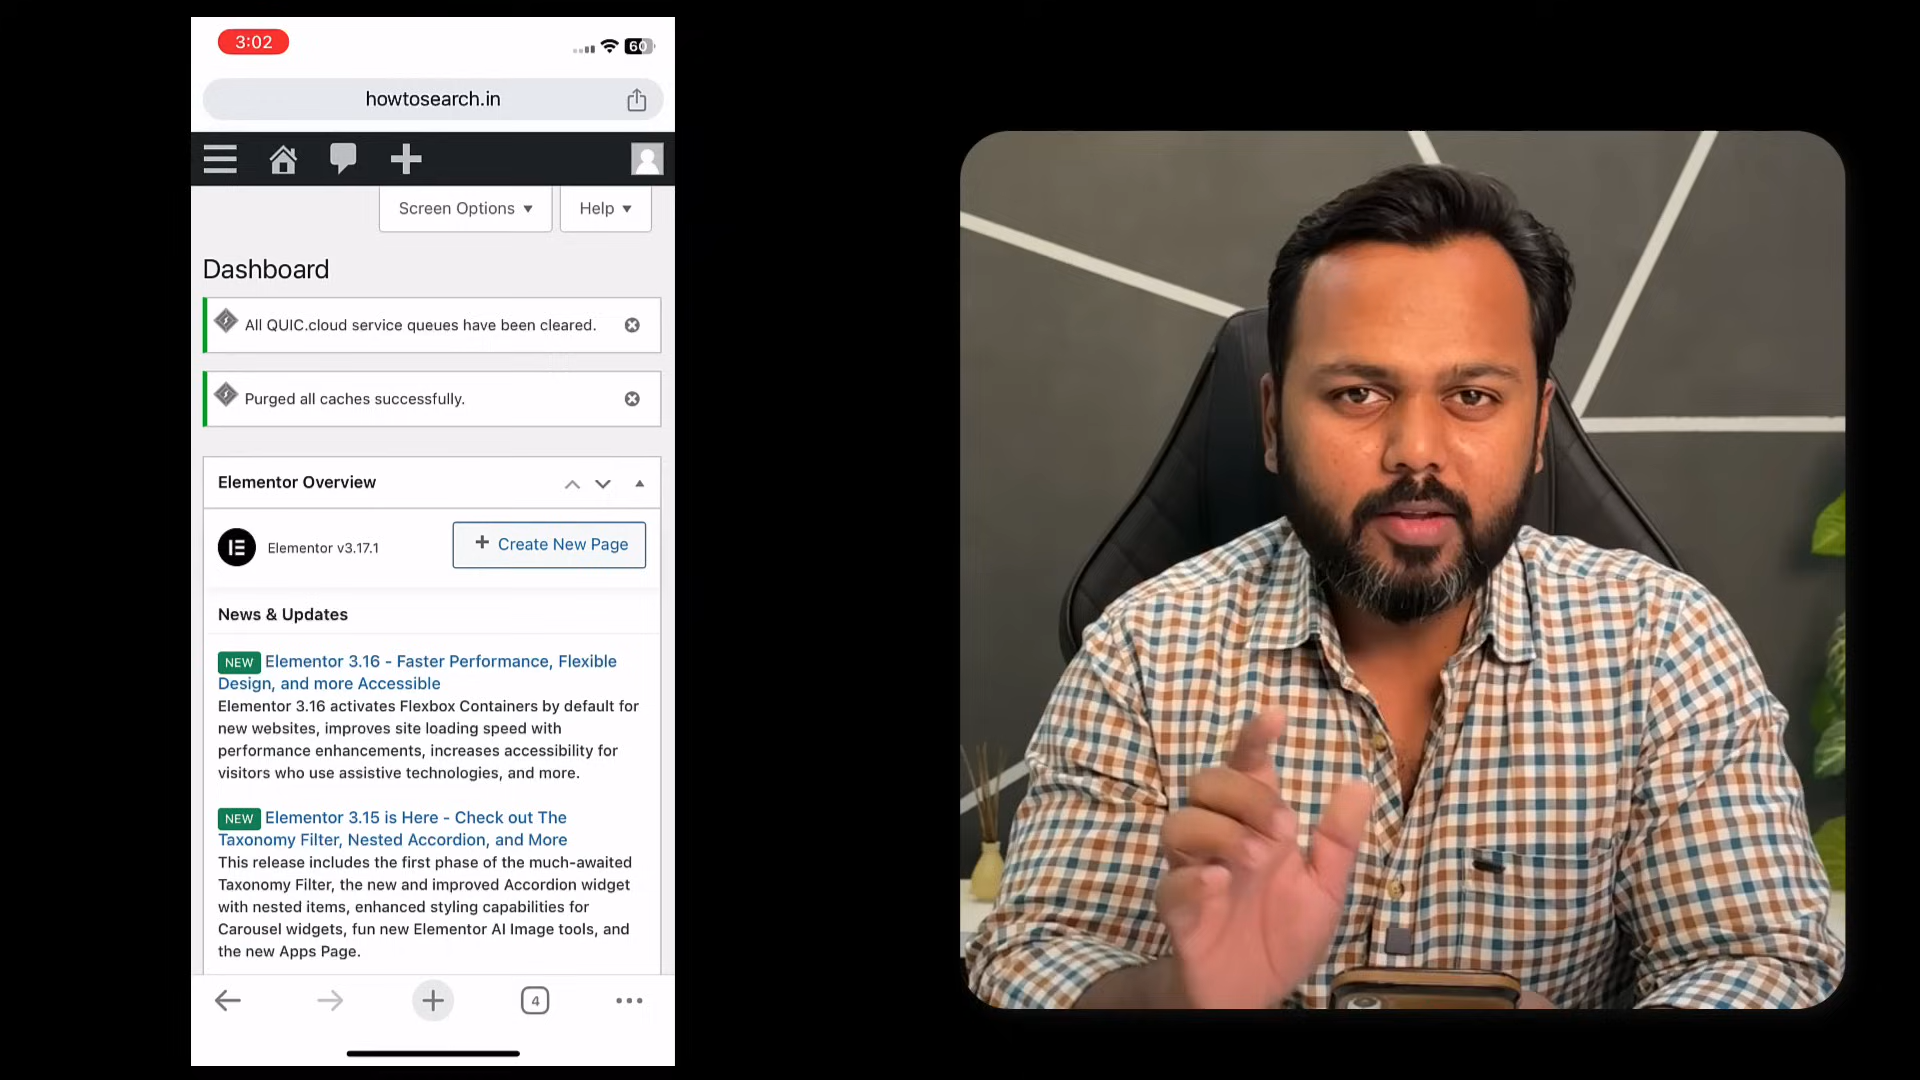 3:02
60
howtosearch.in
Screen Options ▼
Help ▼
Dashboard
All QUIC.cloud service queues have been cleared.
Purged all caches successfully.
Elementor Overview
Elementor v3.17.1
+ Create New Page
News & Updates
NEW Elementor 3.16 - Faster Performance, Flexible
Design, and more Accessible
Elementor 3.16 activates Flexbox Containers by default for
new websites, improves site loading speed with
performance enhancements, increases accessibility for
visitors who use assistive technologies, and more.
NEW Elementor 3.15 is Here - Check out The
Taxonomy Filter, Nested Accordion, and More
This release includes the first phase of the much-awaited
Taxonomy Filter, the new and improved Accordion widget
with nested items, enhanced styling capabilities for
Carousel widgets, fun new Elementor AI Image tools, and
the new Apps Page.
4